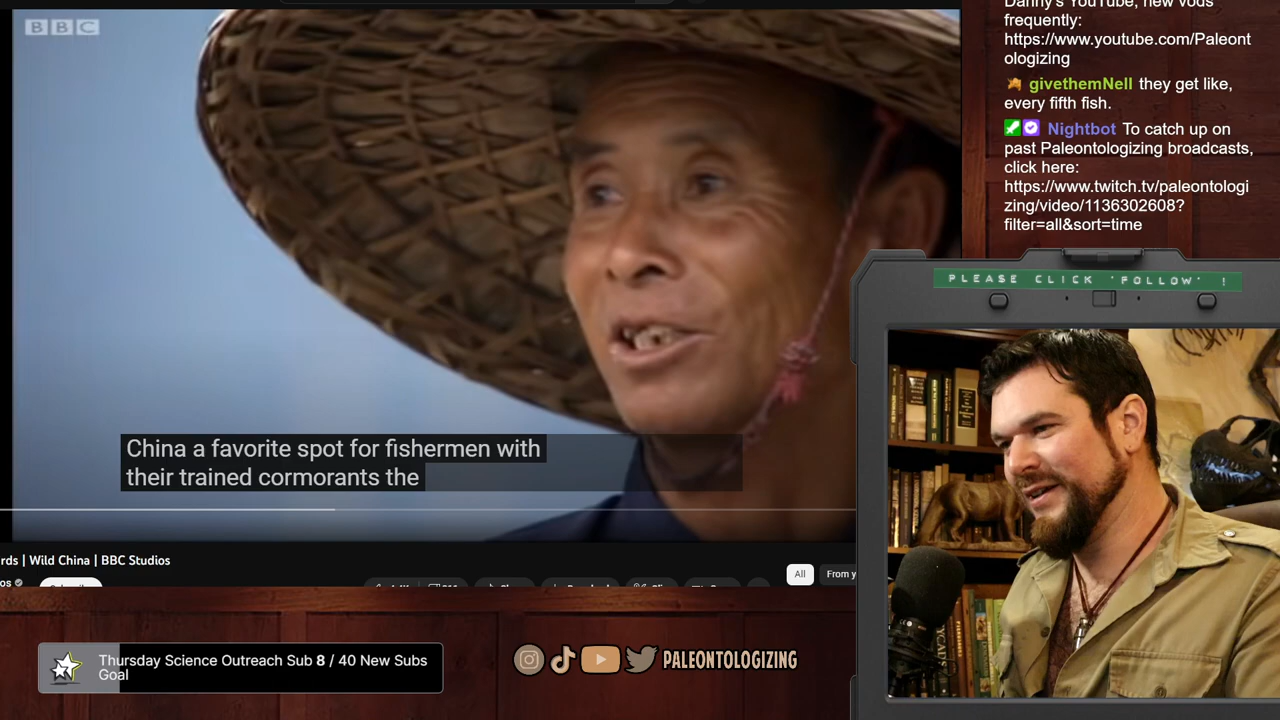 BBC
China a favorite spot for fishermen with
their trained cormorants the
rds | Wild China | BBC Studios
os
All
From y
Danny's YouTube, new vods
frequently:
https://www.youtube.com/Paleont
ologizing
givethemNell they get like,
every fifth fish.
Nightbot To catch up on
past Paleontologizing broadcasts,
click here:
https://www.twitch.tv/paleontologi
zing/video/1136302608?
filter=all&sort=time
PLEASE CLICK "FOLLOW" !
Thursday Science Outreach Sub 8 / 40 New Subs
Goal
PALEONTOLOGIZING